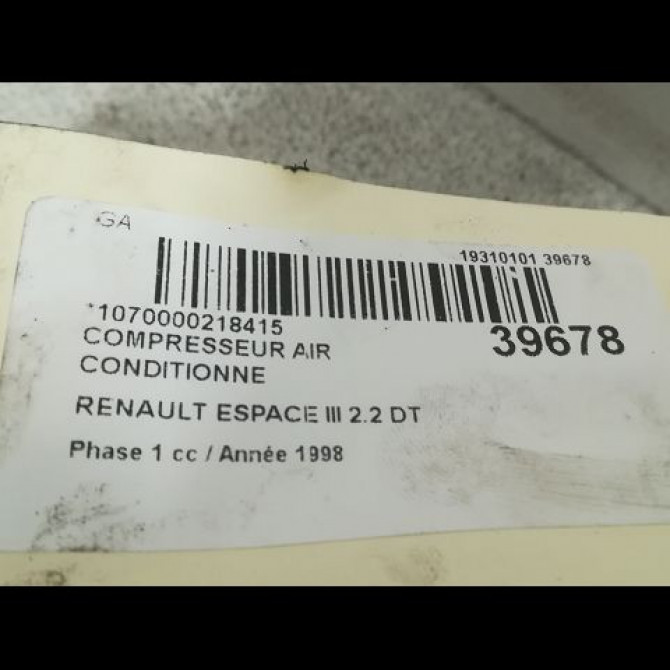 GA
19310101 39678
*1070000218415
39678
COMPRESSEUR AIR
CONDITIONNE
RENAULT ESPACE III 2.2 DT
Phase 1 cc / Année 1998